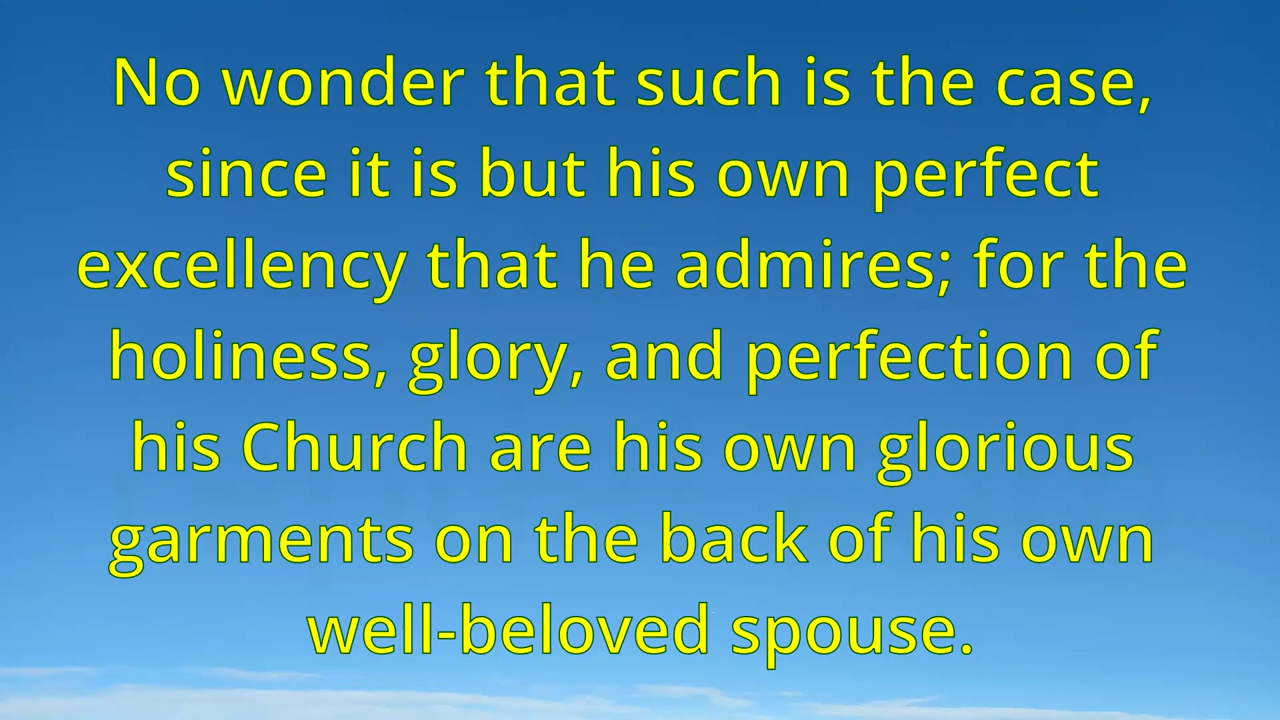 No wonder that such is the case,
since it is but his own perfect
excellency that he admires; for the
holiness, glory, and perfection of
his Church are his own glorious
garments on the back of his own
well-beloved spouse.